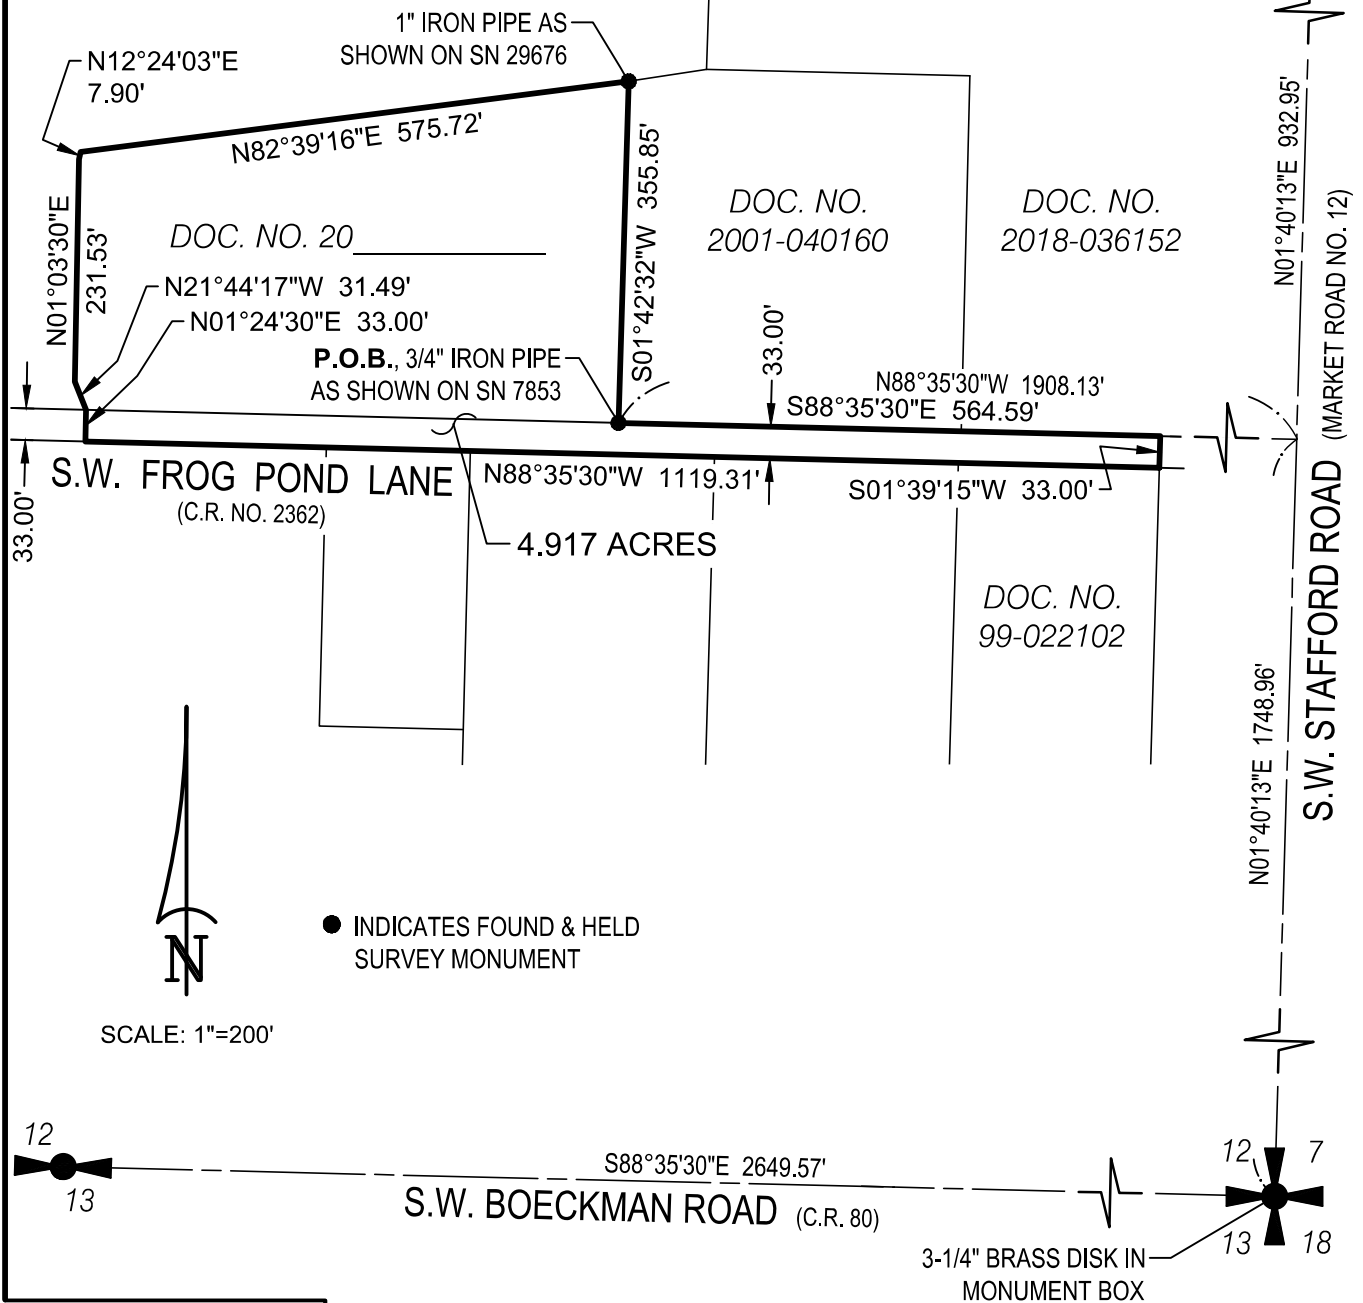 1" IRON PIPE AS
SHOWN ON SN 29676
N12°24'03"E
7.90'
N82°39'16"E 575.72'
N01°03'30"E
231.53'
DOC. NO. 20
N21°44'17"W 31.49'
N01°24'30"E 33.00'
P.O.B., 3/4" IRON PIPE
AS SHOWN ON SN 7853
S01°42'32"W 355.85'
DOC. NO.
2001-040160
DOC. NO.
2018-036152
N01°40'13"E 932.95'
33.00'
N88°35'30"W 1908.13'
S88°35'30"E 564.59'
S.W. FROG POND LANE
(C.R. NO. 2362)
33.00'
N88°35'30"W 1119.31'
S01°39'15"W 33.00'
4.917 ACRES
DOC. NO.
99-022102
S.W. STAFFORD ROAD (MARKET ROAD NO. 12)
N01°40'13"E 1748.96'
N
INDICATES FOUND & HELD
SURVEY MONUMENT
SCALE: 1"=200'
12
13
S88°35'30"E 2649.57'
S.W. BOECKMAN ROAD (C.R. 80)
12 7
13 18
3-1/4" BRASS DISK IN
MONUMENT BOX